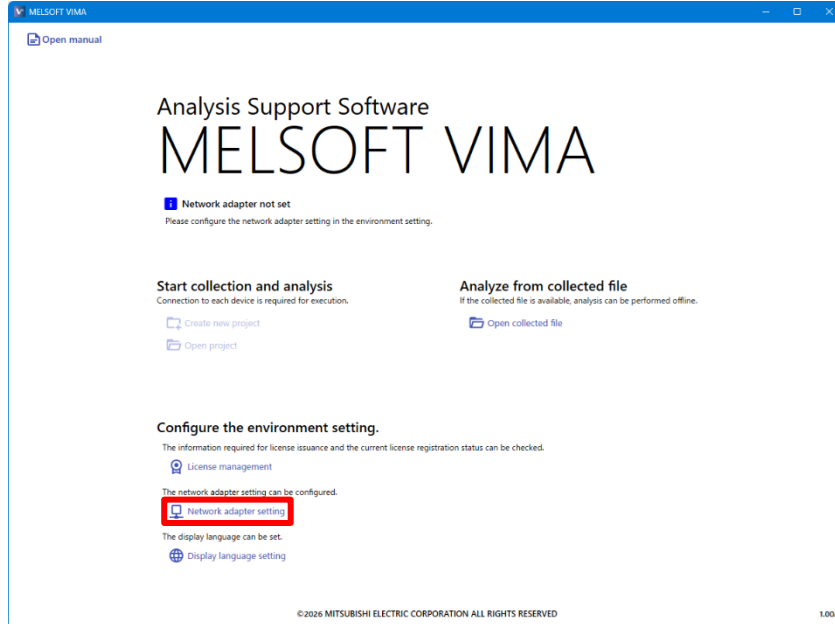 MELSOFT VIMA
Open manual
Analysis Support Software
MELSOFT VIMA
Network adapter not set
Please configure the network adapter setting in the environment setting.
Start collection and analysis
Connection to each device is required for execution.
Create new project
Open project
Analyze from collected file
If the collected file is available, analysis can be performed offline.
Open collected file
Configure the environment setting.
The information required for license issuance and the current license registration status can be checked.
License management
The network adapter setting can be configured.
Network adapter setting
The display language can be set.
Display language setting
©2026 MITSUBISHI ELECTRIC CORPORATION ALL RIGHTS RESERVED